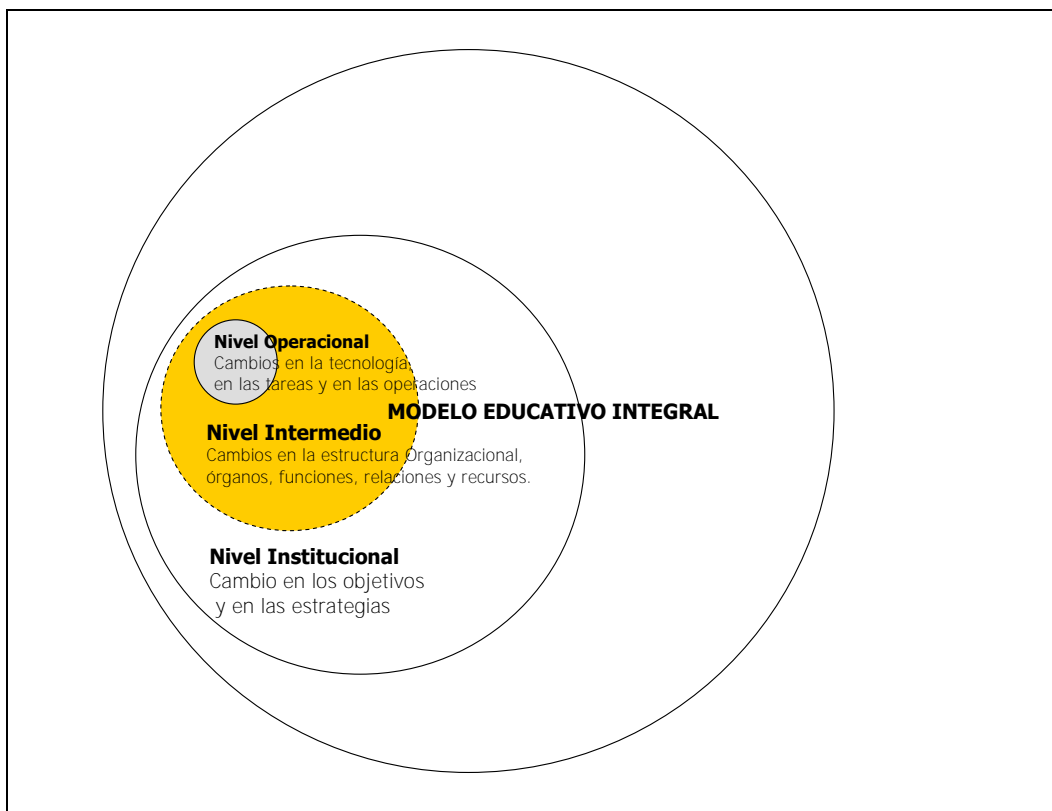 Nivel Operacional
Cambios en la tecnología,
en las tareas y en las operaciones
MODELO EDUCATIVO INTEGRAL
Nivel Intermedio
Cambios en la estructura Organizacional,
órganos, funciones, relaciones y recursos.
Nivel Institucional
Cambio en los objetivos
y en las estrategias